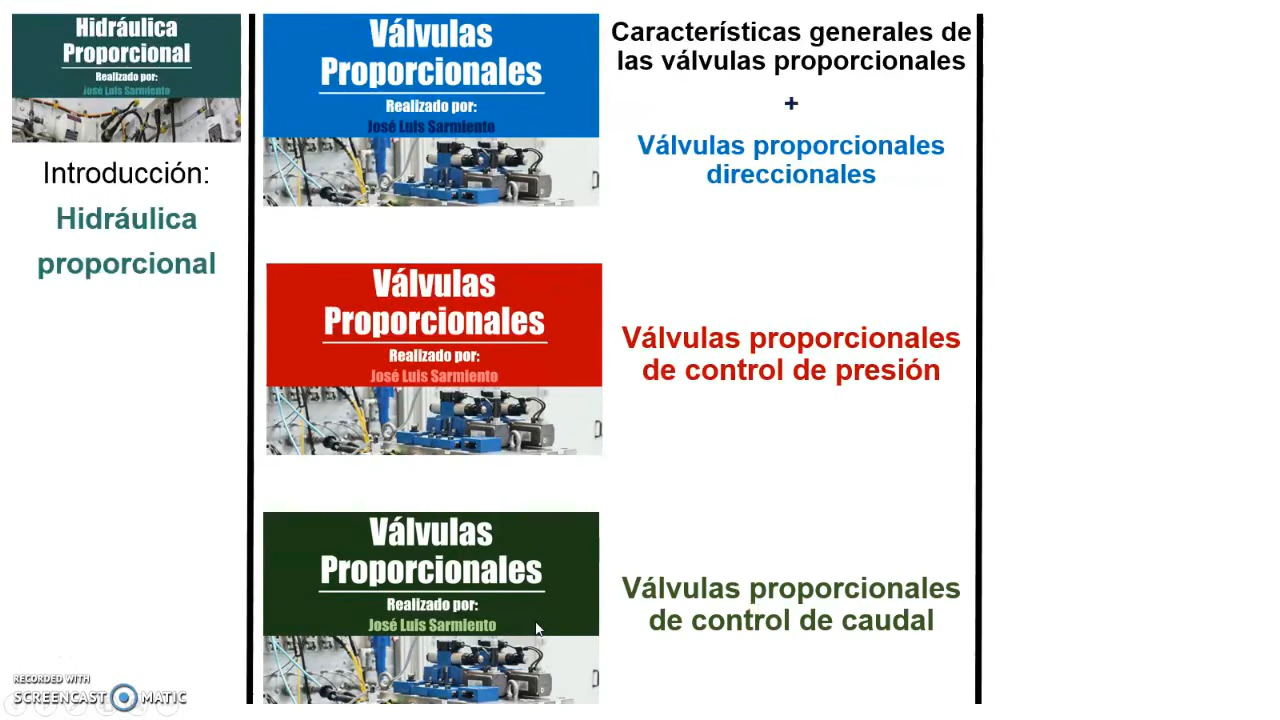 Hidráulica
Proporcional
Realizado por:
José Luis Sarmiento
Introducción:
Hidráulica
proporcional
Válvulas
Proporcionales
Realizado por:
José Luis Sarmiento
Características generales de
las válvulas proporcionales
+
Válvulas proporcionales
direccionales
Válvulas
Proporcionales
Realizado por:
José Luis Sarmiento
Válvulas proporcionales
de control de presión
Válvulas
Proporcionales
Realizado por:
José Luis Sarmiento
Válvulas proporcionales
de control de caudal
RECORDED WITH
SCREENCAST MATIC